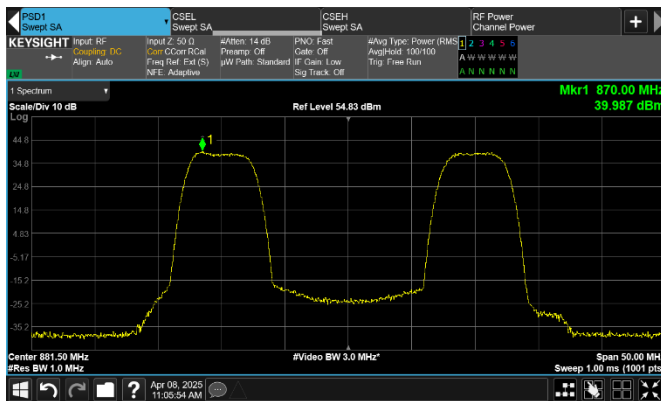 PSD1
Swept SA
CSEL
Swept SA
CSEH
Swept SA
RF Power
Channel Power
+
KEYSIGHT
Input: RF
Coupling: DC
Align: Auto
Input Z: 50 Ω
Corr CCorr RCal
Freq Ref: Ext (S)
NFE: Adaptive
#Atten: 14 dB
Preamp: Off
µW Path: Standard
PNO: Fast
Gate: Off
IF Gain: Low
Sig Track: Off
#Avg Type: Power (RMS
Avg|Hold: 100/100
Trig: Free Run
1 2 3 4 5 6
A W W W W W
A N N N N N
LXI
1 Spectrum
Scale/Div 10 dB
Ref Level 54.83 dBm
Mkr1 870.00 MHz
39.987 dBm
Log
1
44.8
34.8
24.8
14.8
4.83
-5.17
-15.2
-25.2
-35.2
Center 881.50 MHz
#Res BW 1.0 MHz
#Video BW 3.0 MHz*
Span 50.00 MHz
Sweep 1.00 ms (1001 pts)
?
Apr 08, 2025
11:05:54 AM